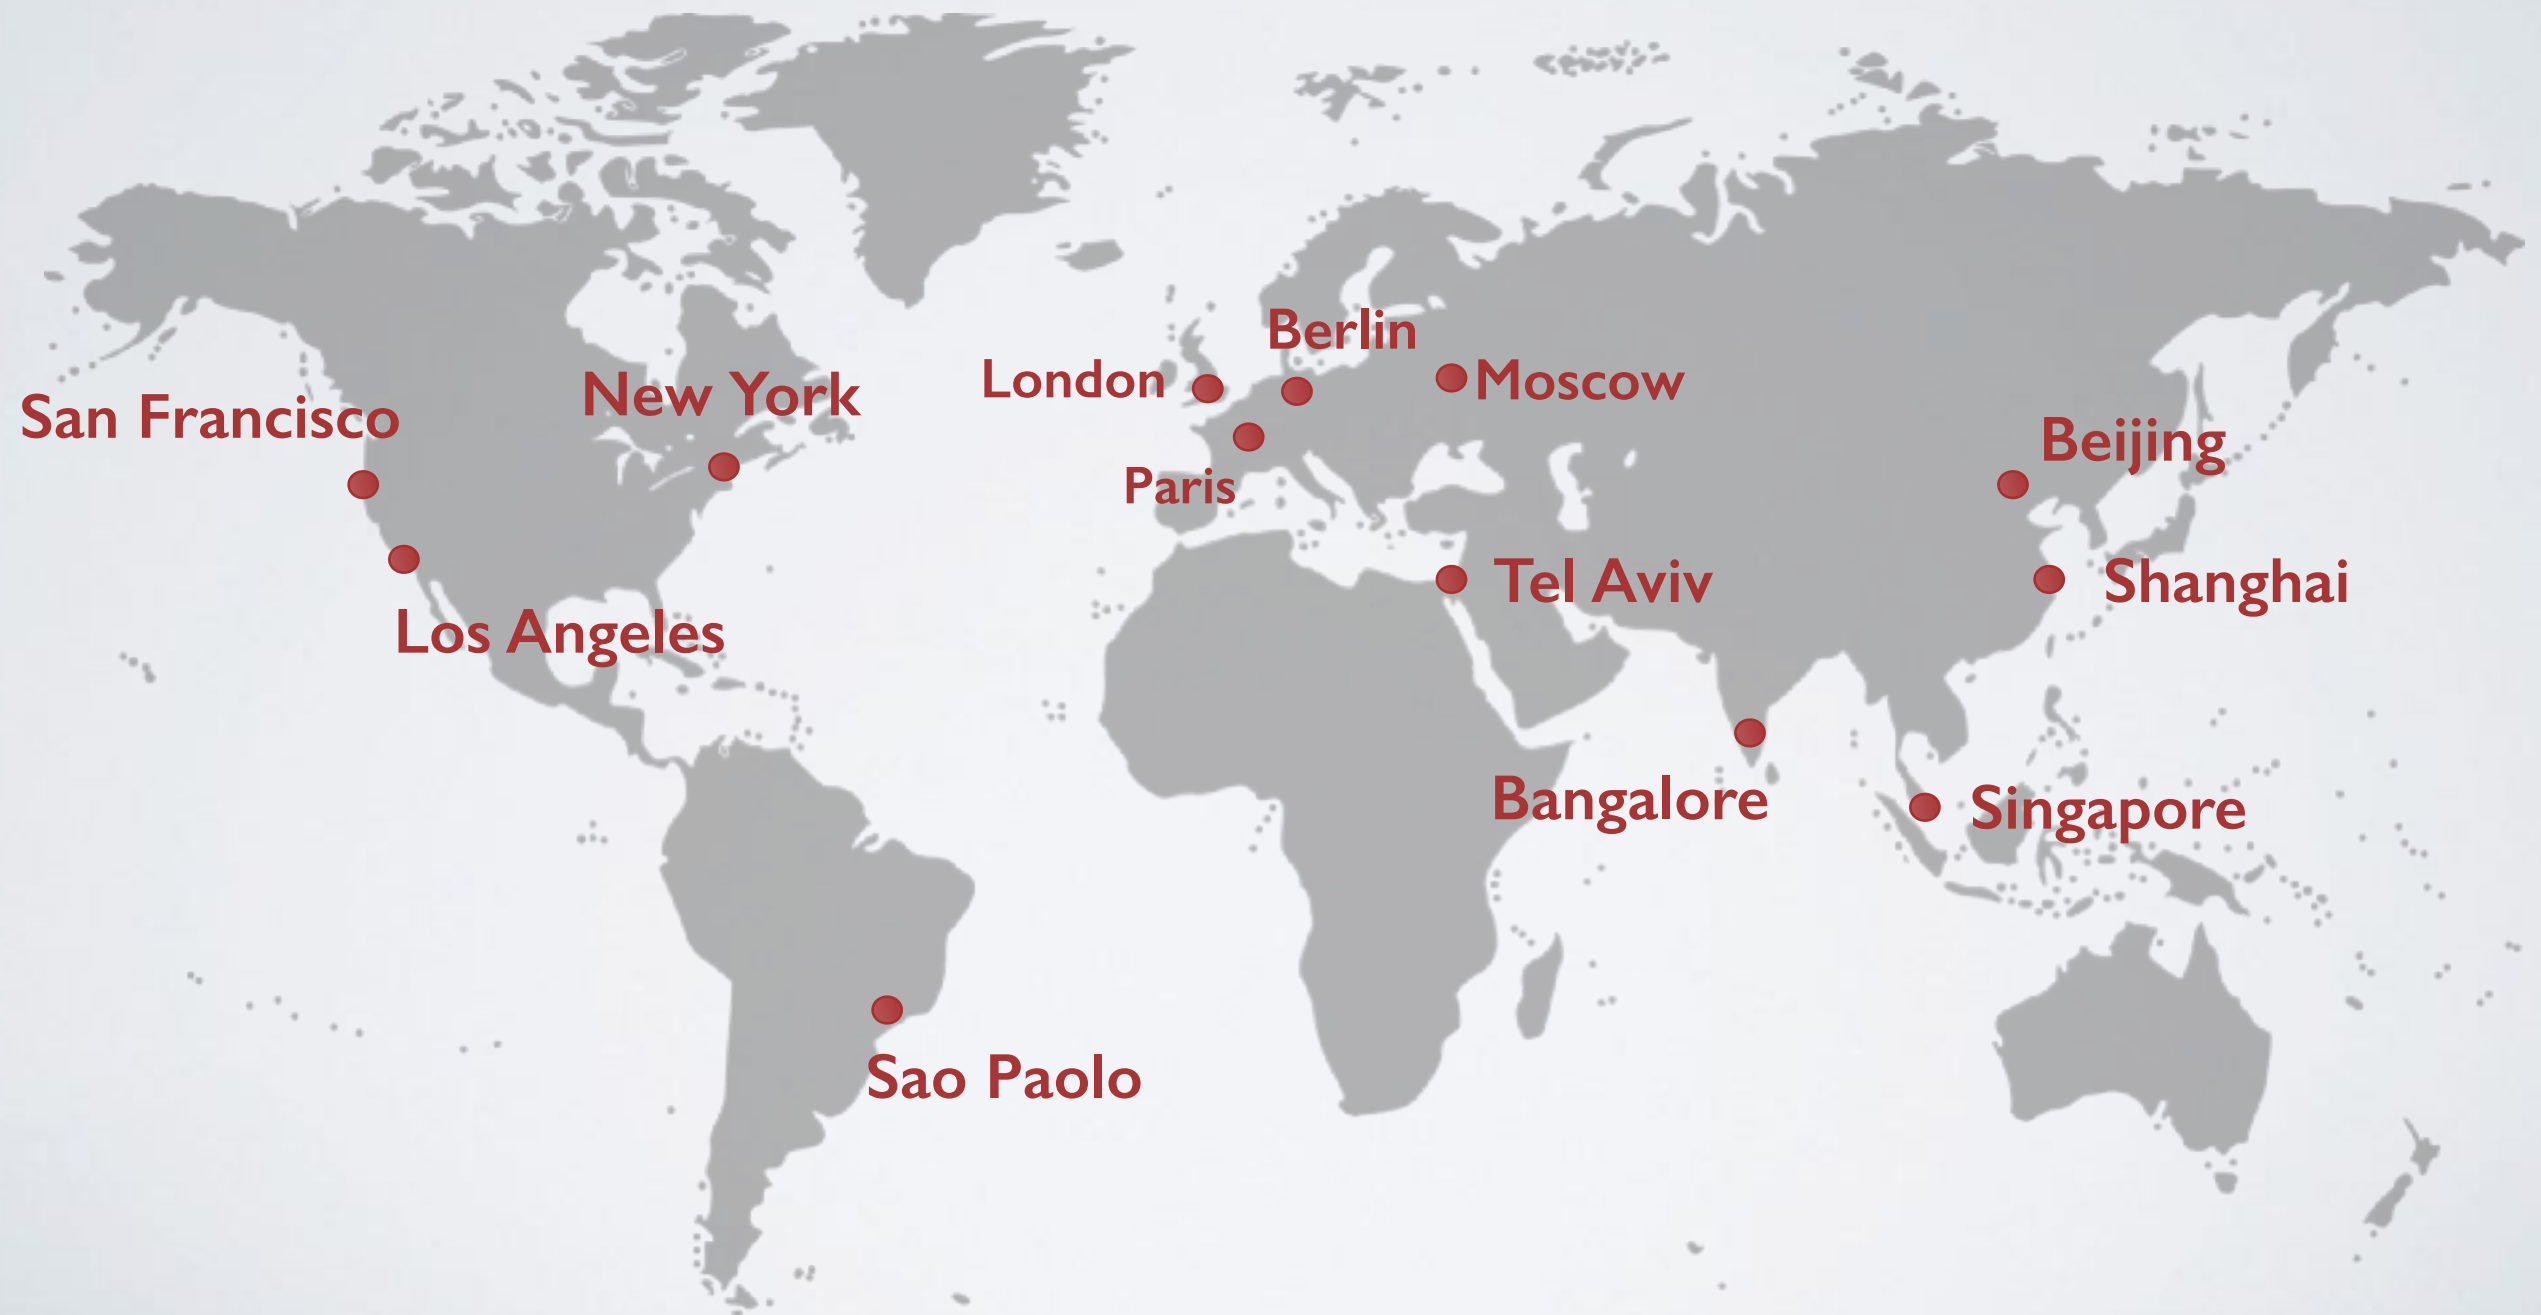 Berlin
London
Moscow
New York
San Francisco
Beijing
Paris
Tel Aviv
Shanghai
Los Angeles
Bangalore
Singapore
Sao Paolo